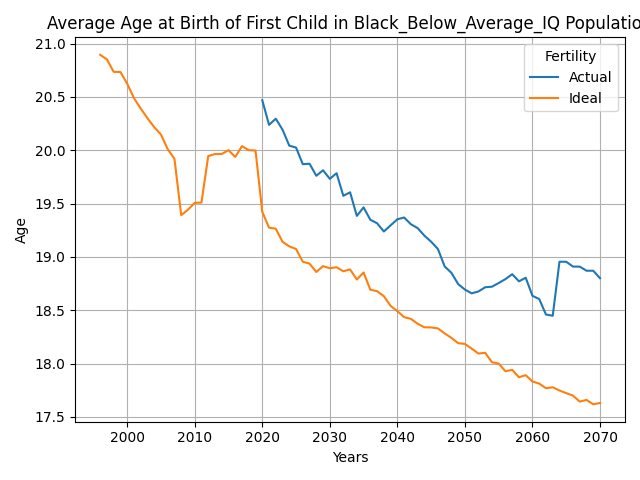 Average Age at Birth of First Child in Black_Below_Average_IQ Populatio
21.0
20.5
20.0
19.5
19.0
18.5
18.0
17.5
Age
Fertility
Actual
Ideal
2000 2010 2020 2030 2040 2050 2060 2070
Years